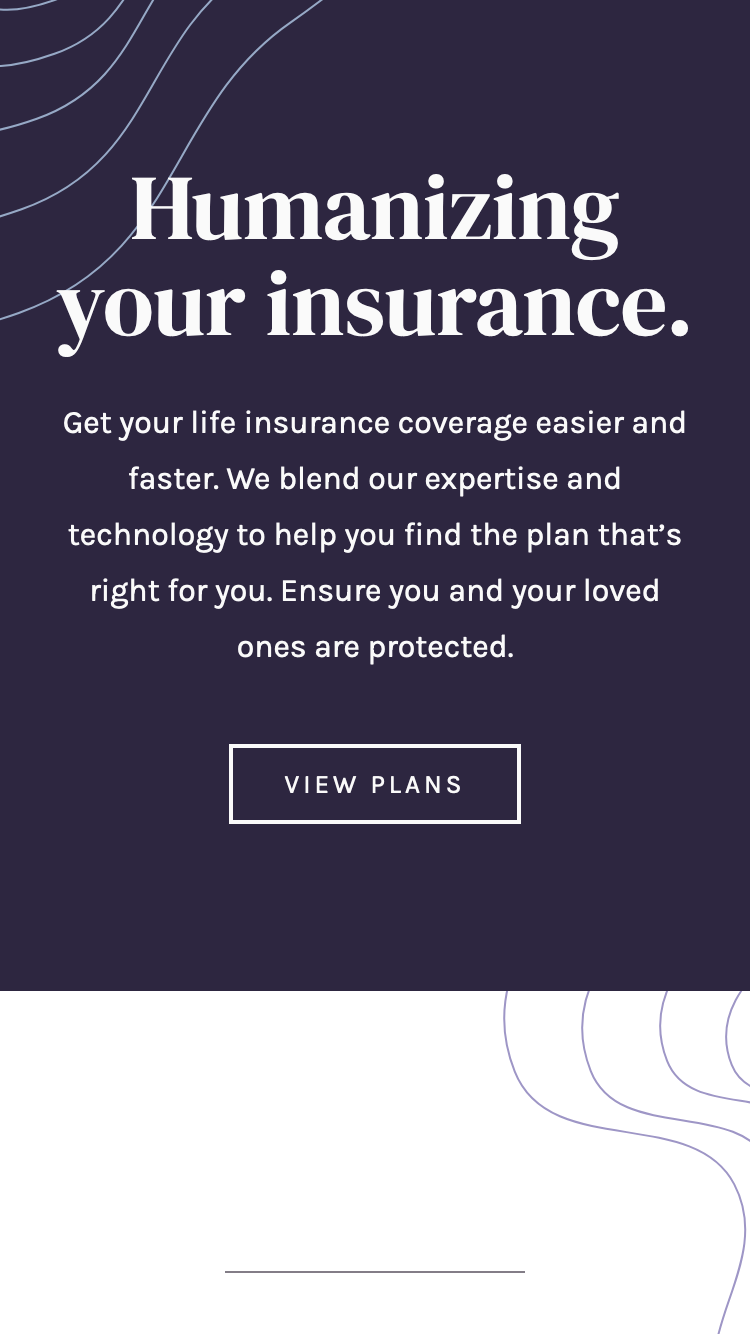 Humanizing
your insurance.
Get your life insurance coverage easier and
faster. We blend our expertise and
technology to help you find the plan that’s
right for you. Ensure you and your loved
ones are protected.
VIEW PLANS